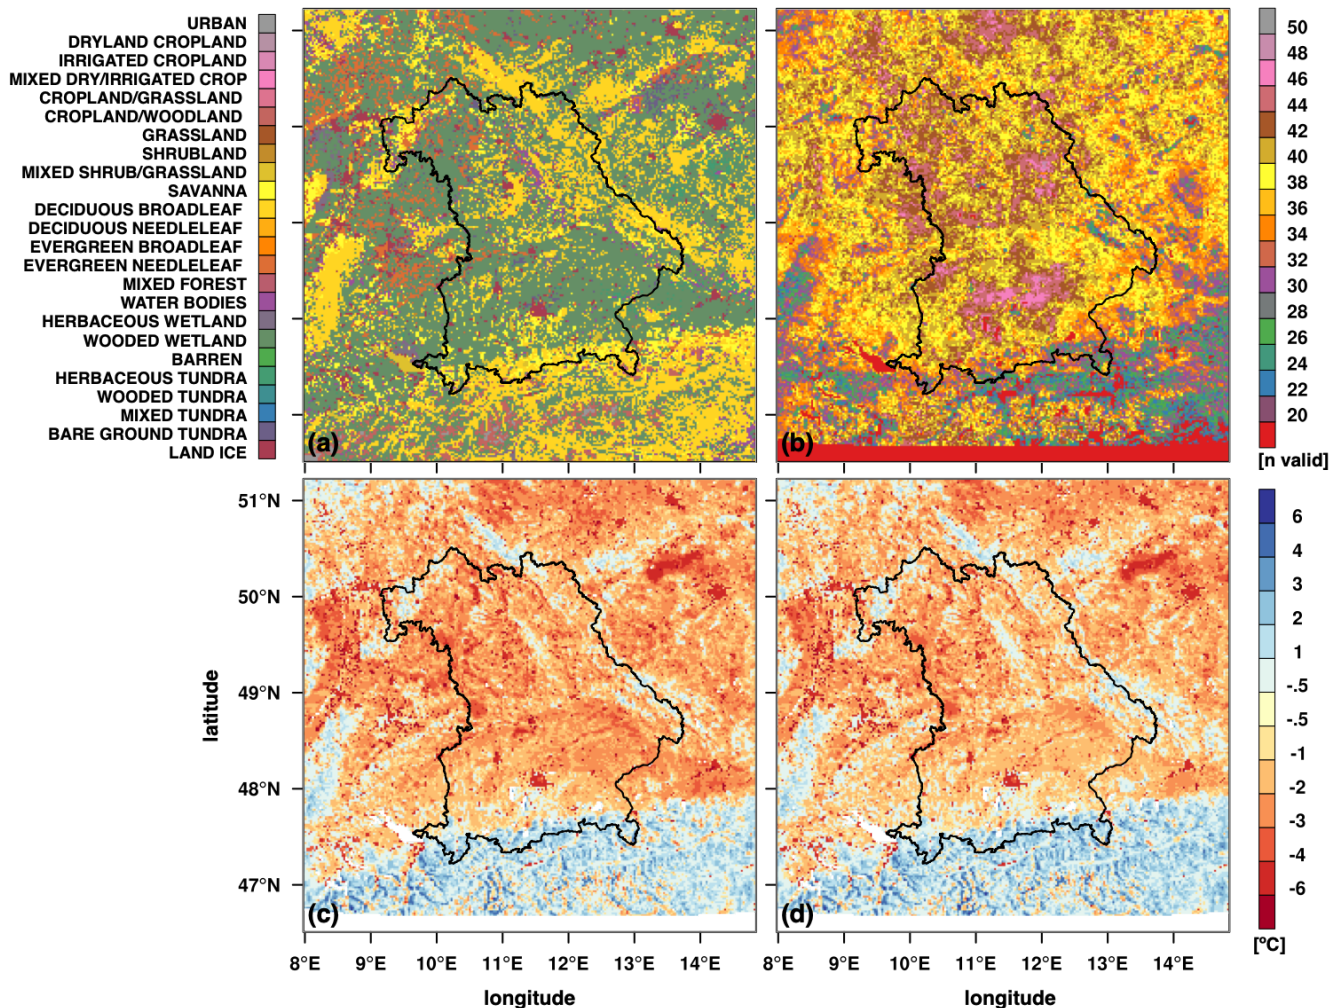 URBAN
DRYLAND CROPLAND
IRRIGATED CROPLAND
MIXED DRY/IRRIGATED CROP
CROPLAND/GRASSLAND
CROPLAND/WOODLAND
GRASSLAND
SHRUBLAND
MIXED SHRUB/GRASSLAND
SAVANNA
DECIDUOUS BROADLEAF
DECIDUOUS NEEDLELEAF
EVERGREEN BROADLEAF
EVERGREEN NEEDLELEAF
MIXED FOREST
WATER BODIES
HERBACEOUS WETLAND
WOODED WETLAND
BARREN
HERBACEOUS TUNDRA
WOODED TUNDRA
MIXED TUNDRA
BARE GROUND TUNDRA
LAND ICE
(a)
(b)
50
48
46
44
42
40
38
36
34
32
30
28
26
24
22
20
[n valid]
51°N
50°N
49°N
48°N
47°N
latitude
(c)
(d)
6
4
3
2
1
-.5
-.5
-1
-2
-3
-4
-6
[°C]
8°E 9°E 10°E 11°E 12°E 13°E 14°E
8°E 9°E 10°E 11°E 12°E 13°E 14°E
longitude
longitude